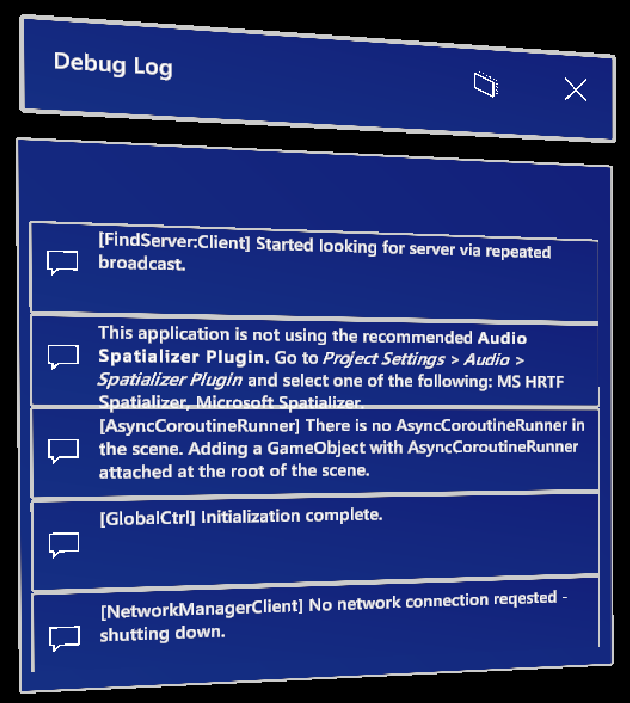 Debug Log
[FindServer:Client] Started looking for server via repeated
broadcast.
This application is not using the recommended Audio
Spatializer Plugin. Go to Project Settings > Audio >
Spatializer Plugin and select one of the following: MS HRTF
Spatializer, Microsoft Spatializer.
[AsyncCoroutineRunner] There is no AsyncCoroutineRunner in
the scene. Adding a GameObject with AsyncCoroutineRunner
attached at the root of the scene.
[GlobalCtrl] Initialization complete.
[NetworkManagerClient] No network connection reqested -
shutting down.